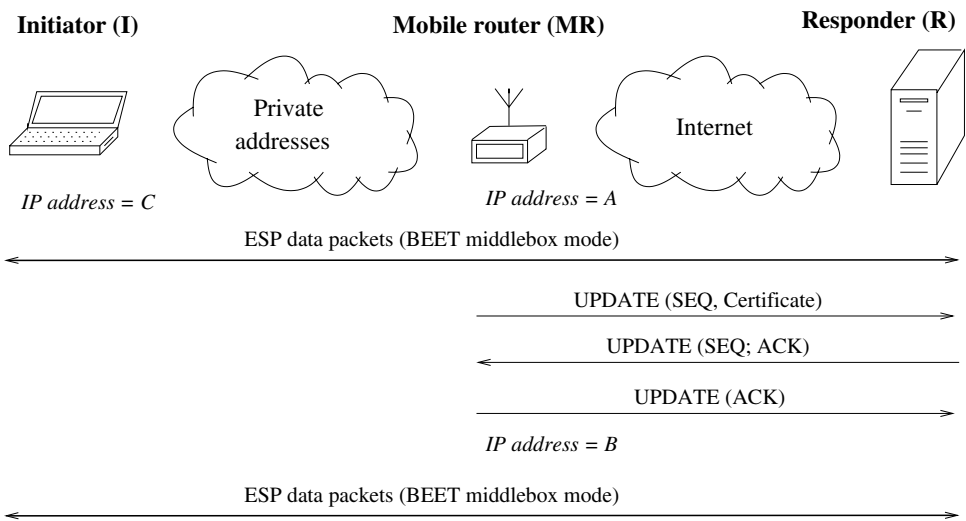 Initiator (I)
Mobile router (MR)
Responder (R)
Private
addresses
Internet
IP address = C
IP address = A
ESP data packets (BEET middlebox mode)
UPDATE (SEQ, Certificate)
UPDATE (SEQ; ACK)
UPDATE (ACK)
IP address = B
ESP data packets (BEET middlebox mode)